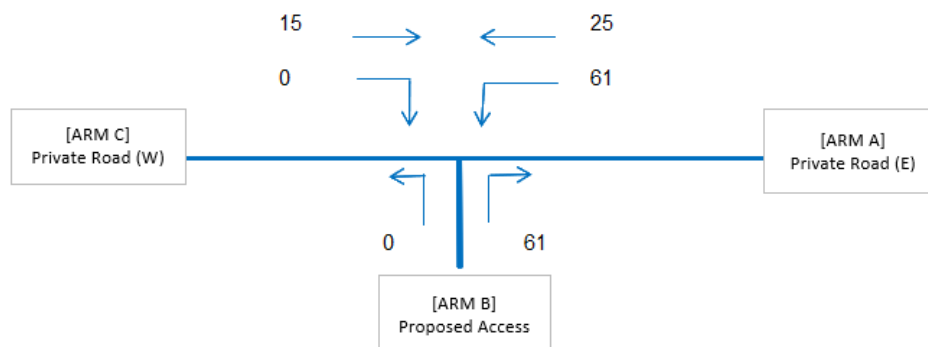 15
25
0
61
[ARM C]
Private Road (W)
[ARM A]
Private Road (E)
0
61
[ARM B]
Proposed Access